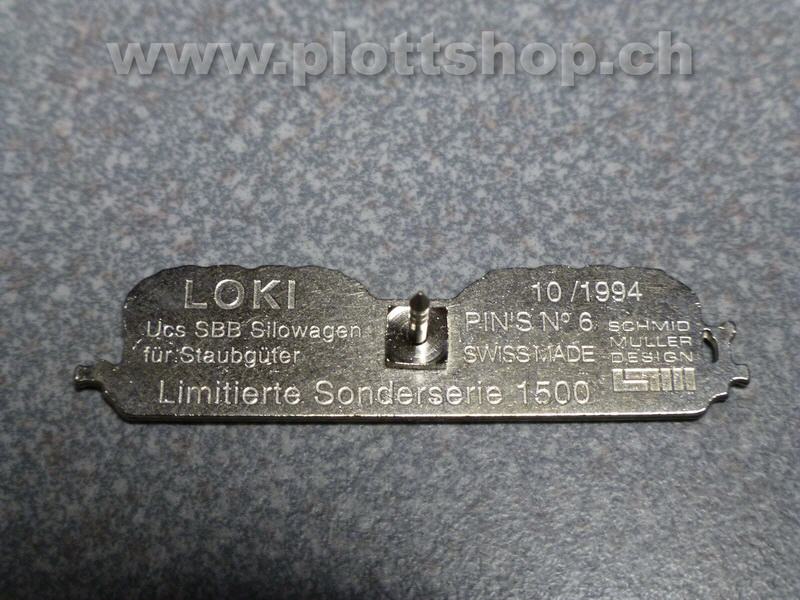 www.plottshop.ch
LOKI
Ucs SBB Silowagen
für Staubgüter
10/1994
PIN'S Nº 6
SWISS MADE
SCHMID
MULLER
DESIGN
Limitierte Sonderserie 1500